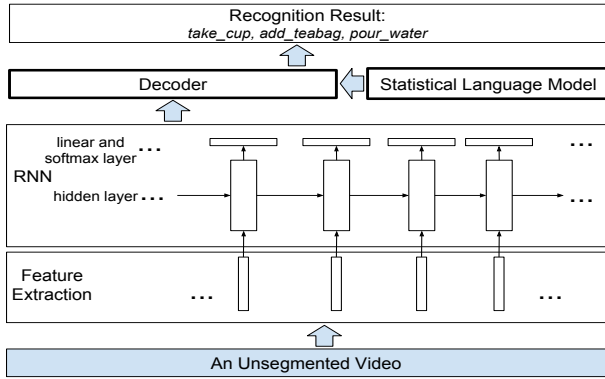 Recognition Result:
take_cup, add_teabag, pour_water
Decoder
Statistical Language Model
linear and
softmax layer ...
...
RNN
hidden layer ...
...
Feature
Extraction
...
...
An Unsegmented Video